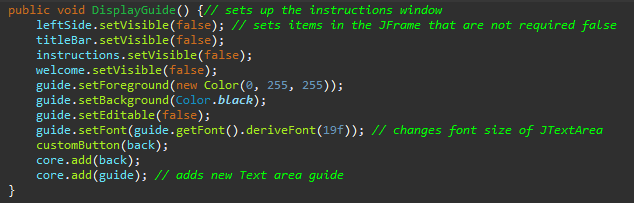 public void DisplayGuide() {// sets up the instructions window
    leftSide.setVisible(false); // sets items in the JFrame that are not required false
    titleBar.setVisible(false);
    instructions.setVisible(false);
    welcome.setVisible(false);
    guide.setForeground(new Color(0, 255, 255));
    guide.setBackground(Color.black);
    guide.setEditable(false);
    guide.setFont(guide.getFont().deriveFont(19f)); // changes font size of JTextArea
    customButton(back);
    core.add(back);
    core.add(guide); // adds new Text area guide
}